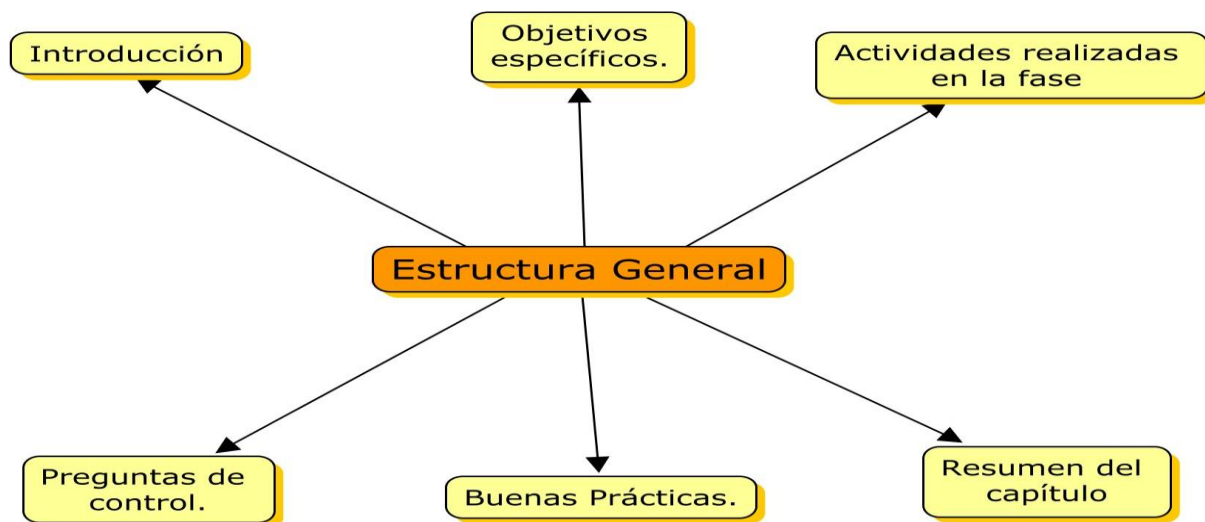 Introducción
Objetivos
específicos.
Actividades realizadas
en la fase
Estructura General
Preguntas de
control.
Buenas Prácticas.
Resumen del
capítulo